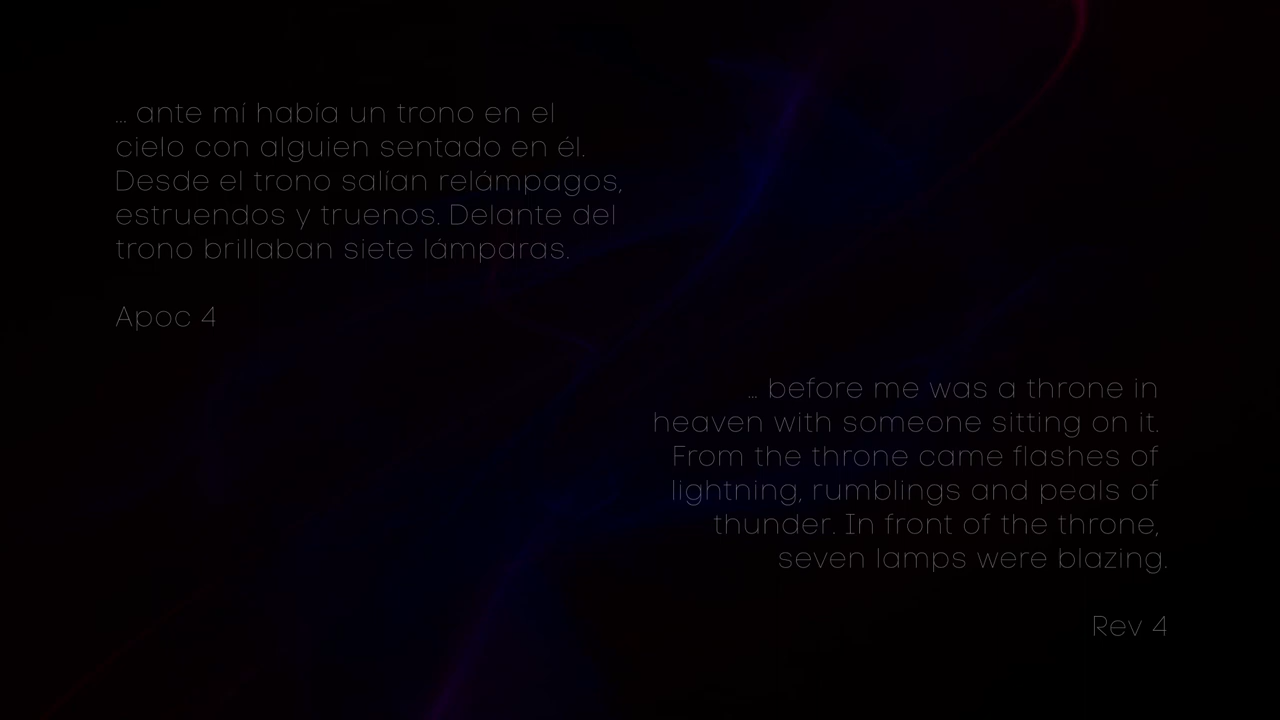 ... ante mí había un trono en el
cielo con alguien sentado en él.
Desde el trono salían relámpagos,
estruendos y truenos. Delante del
trono brillaban siete lámparas.
Apoc 4
... before me was a throne in
heaven with someone sitting on it.
From the throne came flashes of
lightning, rumblings and peals of
thunder. In front of the throne,
seven lamps were blazing.
Rev 4